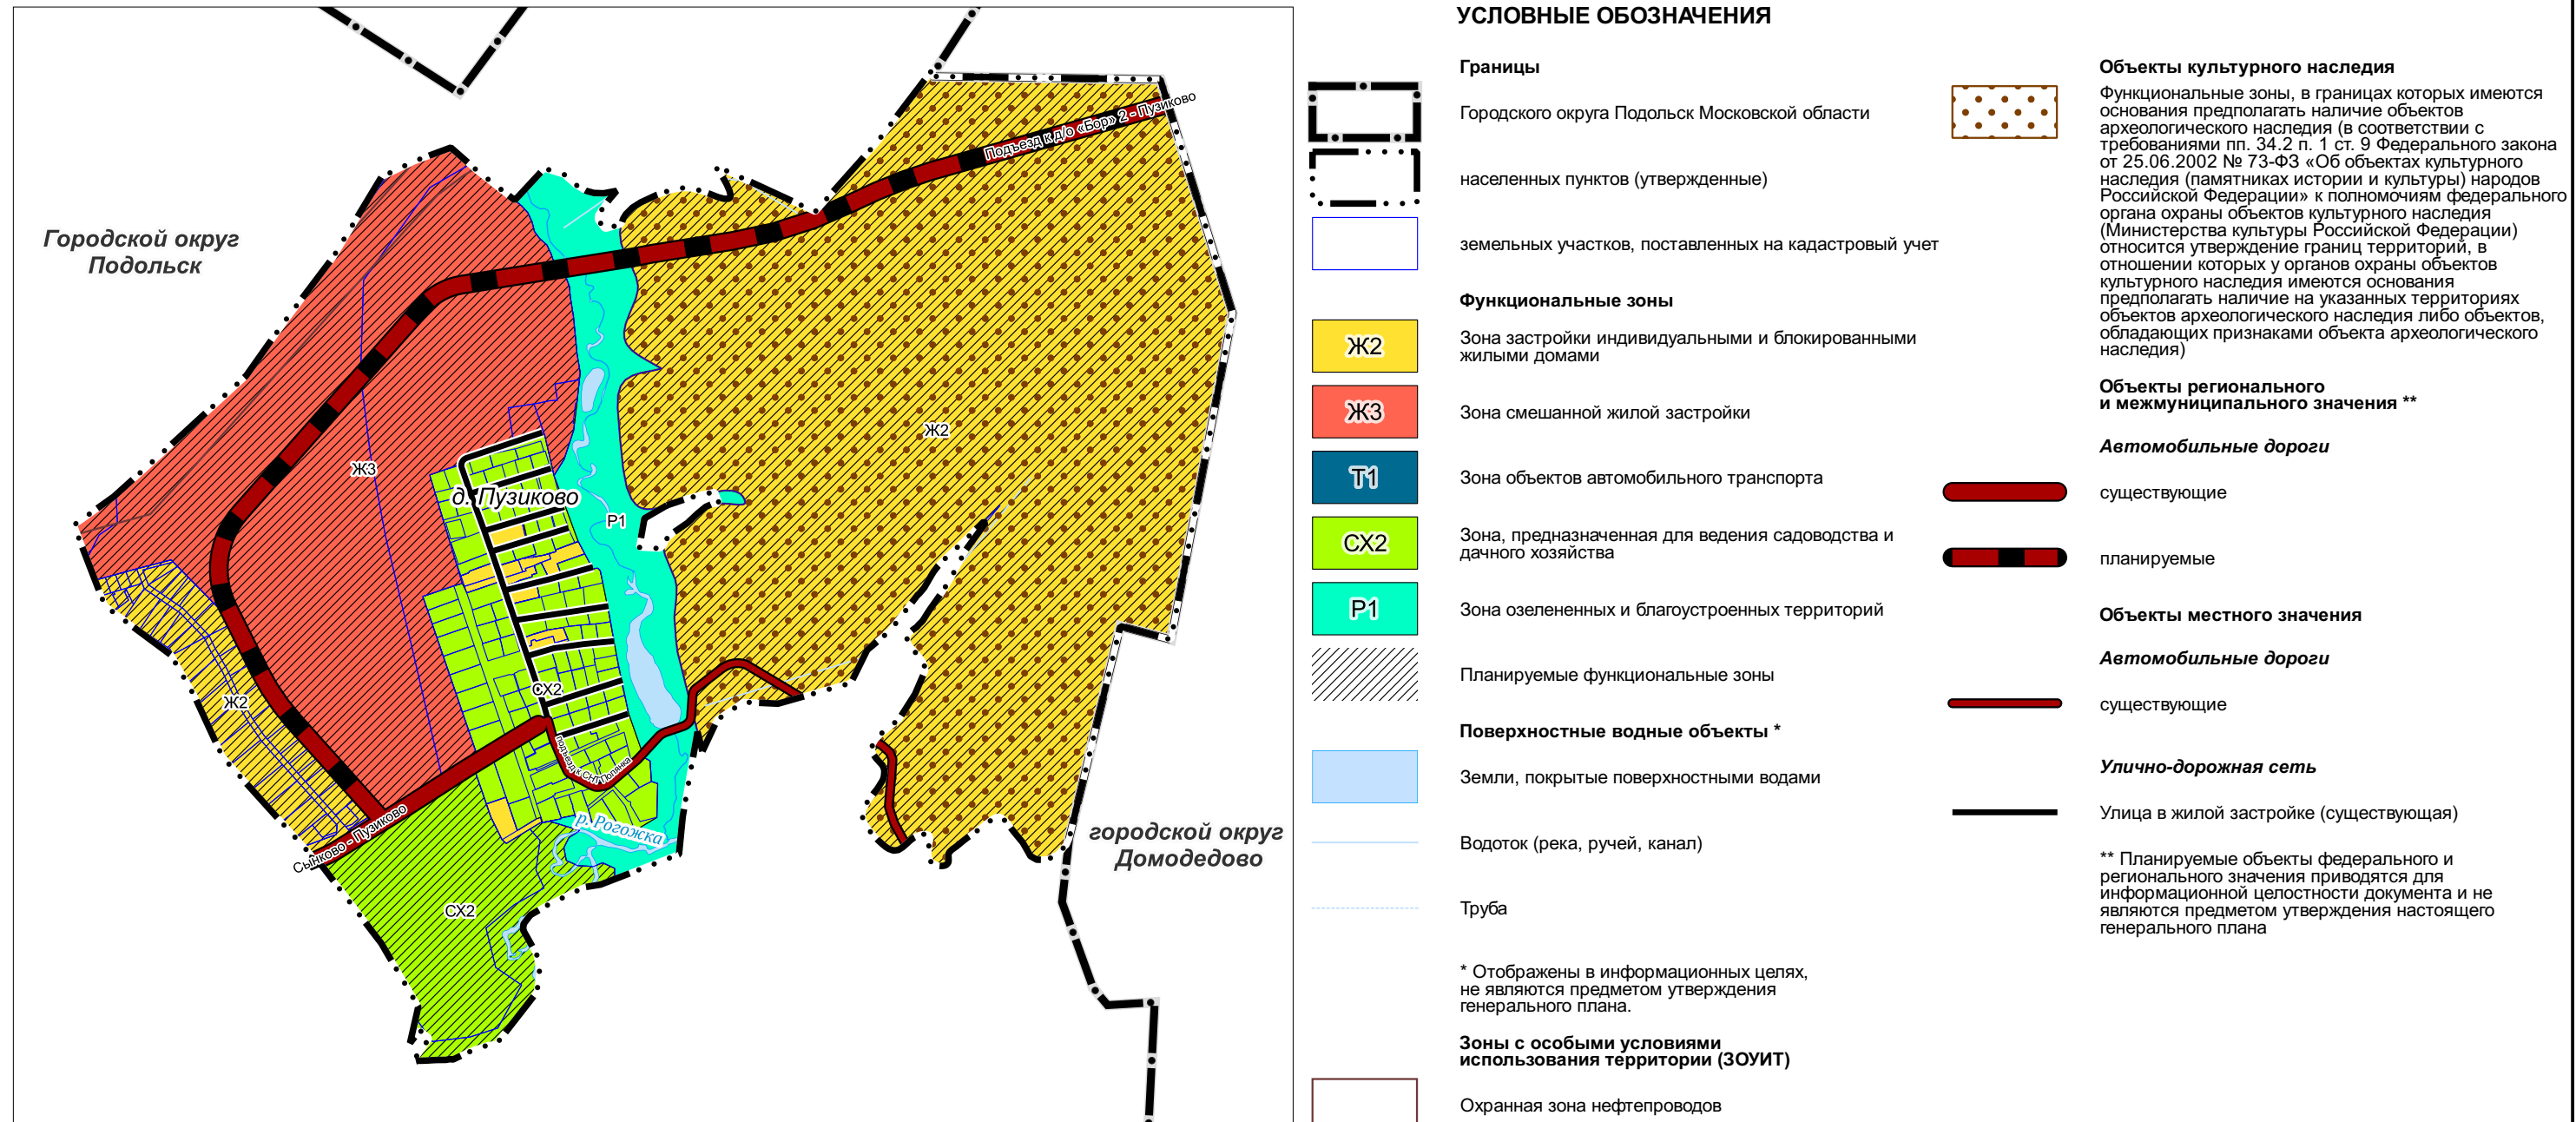 Городской округ
Подольск
Подъезд к д/о «Бор» 2 - Пузиково
Ж2
Ж3
д. Пузиково
Р1
Ж2
СХ2
подъезд к СНТ Полянка
Сынково - Пузиково
р. Рогожка
городской округ
Домодедово
СХ2
УСЛОВНЫЕ ОБОЗНАЧЕНИЯ
Границы
Городского округа Подольск Московской области
населенных пунктов (утвержденные)
земельных участков, поставленных на кадастровый учет
Функциональные зоны
Ж2
Зона застройки индивидуальными и блокированными
жилыми домами
Ж3
Зона смешанной жилой застройки
Т1
Зона объектов автомобильного транспорта
СХ2
Зона, предназначенная для ведения садоводства и
дачного хозяйства
Р1
Зона озелененных и благоустроенных территорий
Планируемые функциональные зоны
Поверхностные водные объекты *
Земли, покрытые поверхностными водами
Водоток (река, ручей, канал)
Труба
* Отображены в информационных целях,
не являются предметом утверждения
генерального плана.
Зоны с особыми условиями
использования территории (ЗОУИТ)
Охранная зона нефтепроводов
Объекты культурного наследия
Функциональные зоны, в границах которых имеются
основания предполагать наличие объектов
археологического наследия (в соответствии с
требованиями пп. 34.2 п. 1 ст. 9 Федерального закона
от 25.06.2002 № 73-ФЗ «Об объектах культурного
наследия (памятниках истории и культуры) народов
Российской Федерации» к полномочиям федерального
органа охраны объектов культурного наследия
(Министерства культуры Российской Федерации)
относится утверждение границ территорий, в
отношении которых у органов охраны объектов
культурного наследия имеются основания
предполагать наличие на указанных территориях
объектов археологического наследия либо объектов,
обладающих признаками объекта археологического
наследия)
Объекты регионального
и межмуниципального значения **
Автомобильные дороги
существующие
планируемые
Объекты местного значения
Автомобильные дороги
существующие
Улично-дорожная сеть
Улица в жилой застройке (существующая)
** Планируемые объекты федерального и
регионального значения приводятся для
информационной целостности документа и не
являются предметом утверждения настоящего
генерального плана